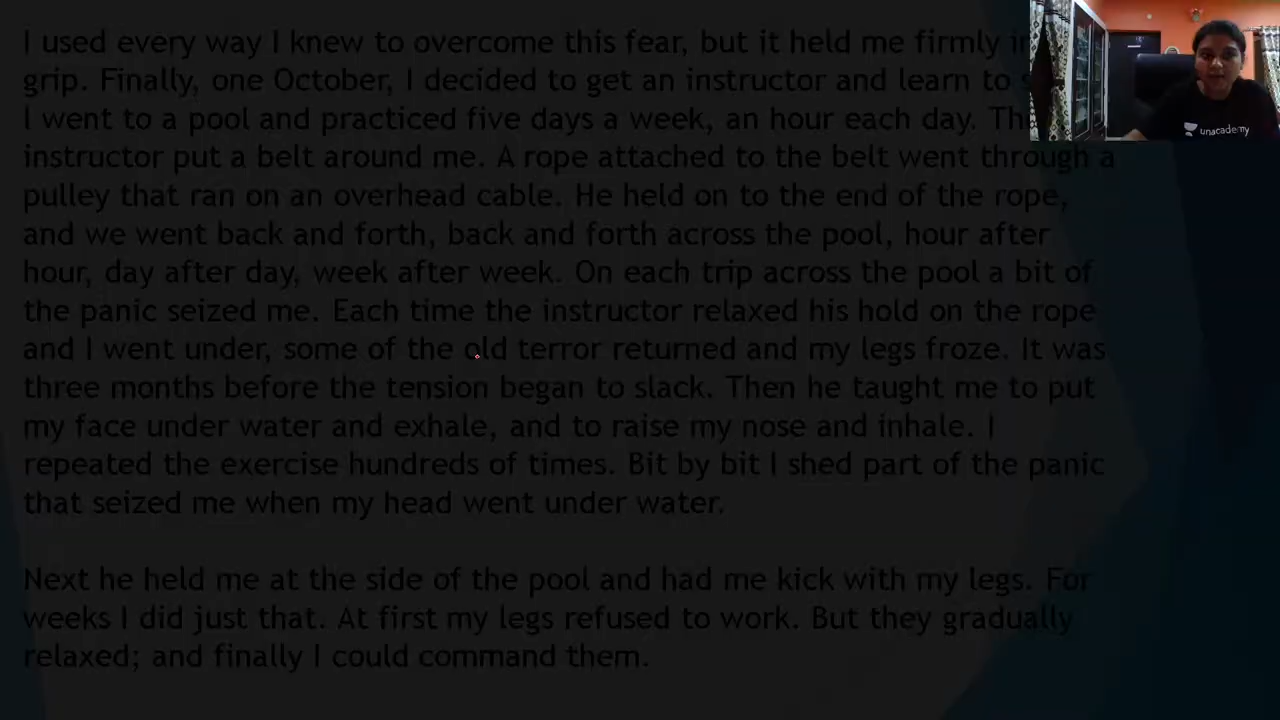 I used every way I knew to overcome this fear, but it held me firmly
grip. Finally, one October, I decided to get an instructor and learn to
I went to a pool and practiced five days a week, an hour each day.
instructor put a belt around me. A rope attached to the belt went through a
pulley that ran on an overhead cable. He held on to the end of the rope,
and we went back and forth, back and forth across the pool, hour after
hour, day after day, week after week. On each trip across the pool a bit of
the panic seized me. Each time the instructor relaxed his hold on the rope
and I went under, some of the old terror returned and my legs froze. It was
three months before the tension began to slack. Then he taught me to put
my face under water and exhale, and to raise my nose and inhale. I
repeated the exercise hundreds of times. Bit by bit I shed part of the panic
that seized me when my head went under water.
Next he held me at the side of the pool and had me kick with my legs. For
weeks I did just that. At first my legs refused to work. But they gradually
relaxed; and finally I could command them.
unacademy